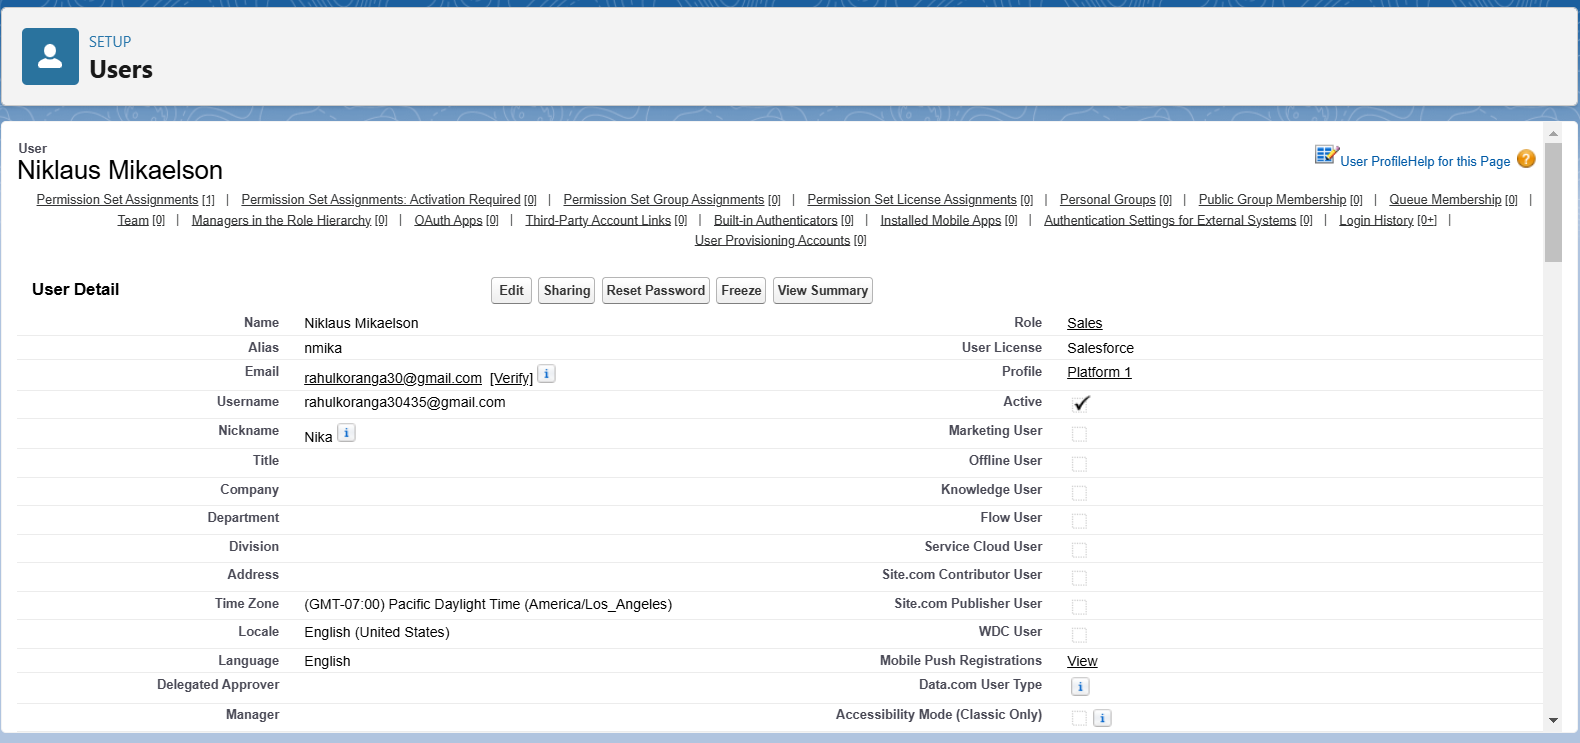 SETUP
Users
User
Niklaus Mikaelson
User Profile Help for this Page ?
Permission Set Assignments [1] | Permission Set Assignments: Activation Required [0] | Permission Set Group Assignments [0] | Permission Set License Assignments [0] | Personal Groups [0] | Public Group Membership [0] | Queue Membership [0] |
Team [0] | Managers in the Role Hierarchy [0] | OAuth Apps [0] | Third-Party Account Links [0] | Built-in Authenticators [0] | Installed Mobile Apps [0] | Authentication Settings for External Systems [0] | Login History [0+] |
User Provisioning Accounts [0]
User Detail Edit Sharing Reset Password Freeze View Summary
Name Niklaus Mikaelson Role Sales
Alias nmika User License Salesforce
Email rahulkoranga30@gmail.com [Verify] i Profile Platform 1
Username rahulkoranga30435@gmail.com Active
Nickname Nika i Marketing User
Title Offline User
Company Knowledge User
Department Flow User
Division Service Cloud User
Address Site.com Contributor User
Time Zone (GMT-07:00) Pacific Daylight Time (America/Los_Angeles) Site.com Publisher User
Locale English (United States) WDC User
Language English Mobile Push Registrations View
Delegated Approver Data.com User Type i
Manager Accessibility Mode (Classic Only) i